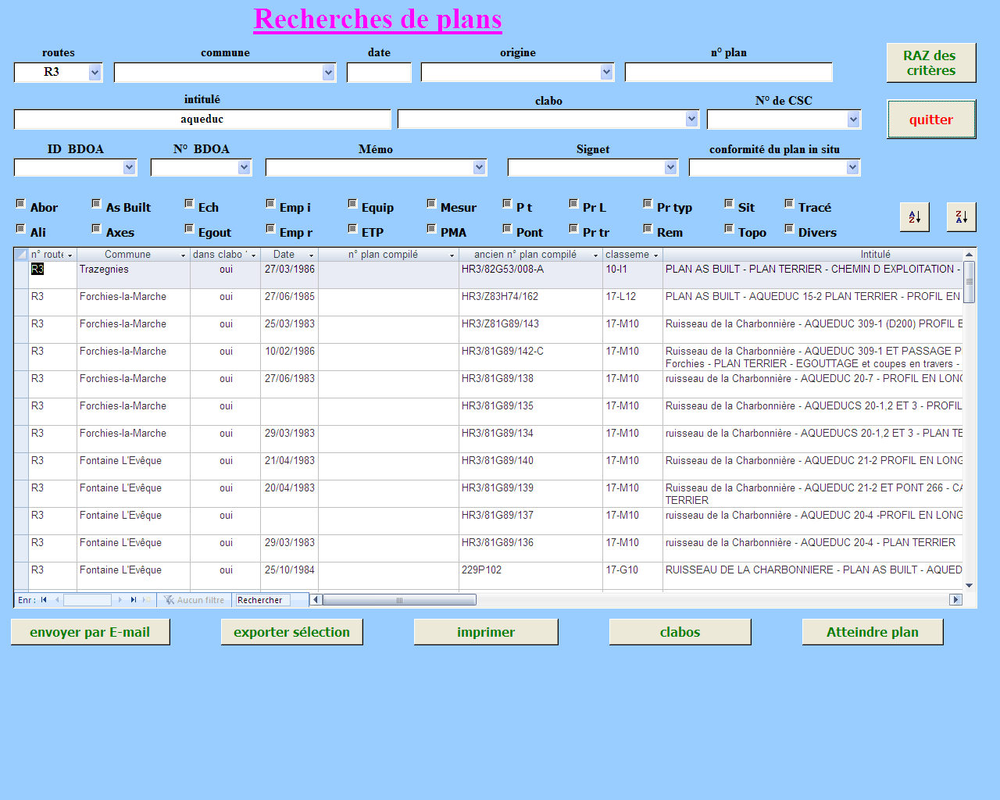 Recherches de plans
routes commune date origine n° plan
RAZ des critères
R3
intitulé clabo N° de CSC
quitter
aqueduc
ID BDOA N° BDOA Mémo Signet conformité du plan in situ
Abor As Built Ech Emp i Equip Mesur P t Pr L Pr typ Sit Tracé
Ali Axes Egout Emp r ETP PMA Pont Pr tr Rem Topo Divers
n° route Commune dans clabo Date n° plan compilé ancien n° plan compilé classeme Intitulé
R3 Trazegnies oui 27/03/1986 HR3/82G53/008-A 10-I1 PLAN AS BUILT - PLAN TERRIER - CHEMIN D EXPLOITATION -
R3 Forchies-la-Marche oui 27/06/1985 HR3/Z83H74/162 17-L12 PLAN AS BUILT - AQUEDUC 15-2 PLAN TERRIER - PROFIL EN
R3 Forchies-la-Marche oui 25/03/1983 HR3/Z81G89/143 17-M10 Ruisseau de la Charbonnière - AQUEDUC 309-1 (D200) PROFIL E
R3 Forchies-la-Marche oui 10/02/1986 HR3/81G89/142-C 17-M10 Ruisseau de la Charbonnière - AQUEDUC 309-1 ET PASSAGE P
Forchies - PLAN TERRIER - EGOUTTAGE et coupes en travers -
R3 Forchies-la-Marche oui 27/06/1983 HR3/81G89/138 17-M10 ruisseau de la Charbonnière - AQUEDUC 20-7 - PROFIL EN LONG
R3 Forchies-la-Marche oui HR3/81G89/135 17-M10 Ruisseau de la Charbonnière - AQUEDUCS 20-1,2 ET 3 - PROFIL
R3 Forchies-la-Marche oui 29/03/1983 HR3/81G89/134 17-M10 ruisseau de la Charbonnière - AQUEDUCS 20-1,2 ET 3 - PLAN TE
R3 Fontaine L'Evêque oui 21/04/1983 HR3/81G89/140 17-M10 Ruisseau de la Charbonnière - AQUEDUC 21-2 PROFIL EN LONG
R3 Fontaine L'Evêque oui 20/04/1983 HR3/81G89/139 17-M10 Ruisseau de la Charbonnière - AQUEDUC 21-2 ET PONT 266 - CA
TERRIER
R3 Fontaine L'Evêque oui HR3/81G89/137 17-M10 ruisseau de la Charbonnière - AQUEDUC 20-4 -PROFIL EN LONG
R3 Fontaine L'Evêque oui 29/03/1983 HR3/81G89/136 17-M10 ruisseau de la Charbonnière - AQUEDUC 20-4 - PLAN TERRIER
R3 Fontaine L'Evêque oui 25/10/1984 229P102 17-G10 RUISSEAU DE LA CHARBONNIERE - PLAN AS BUILT - AQUED
Enr : Aucun filtre Rechercher
envoyer par E-mail exporter sélection imprimer clabos Atteindre plan